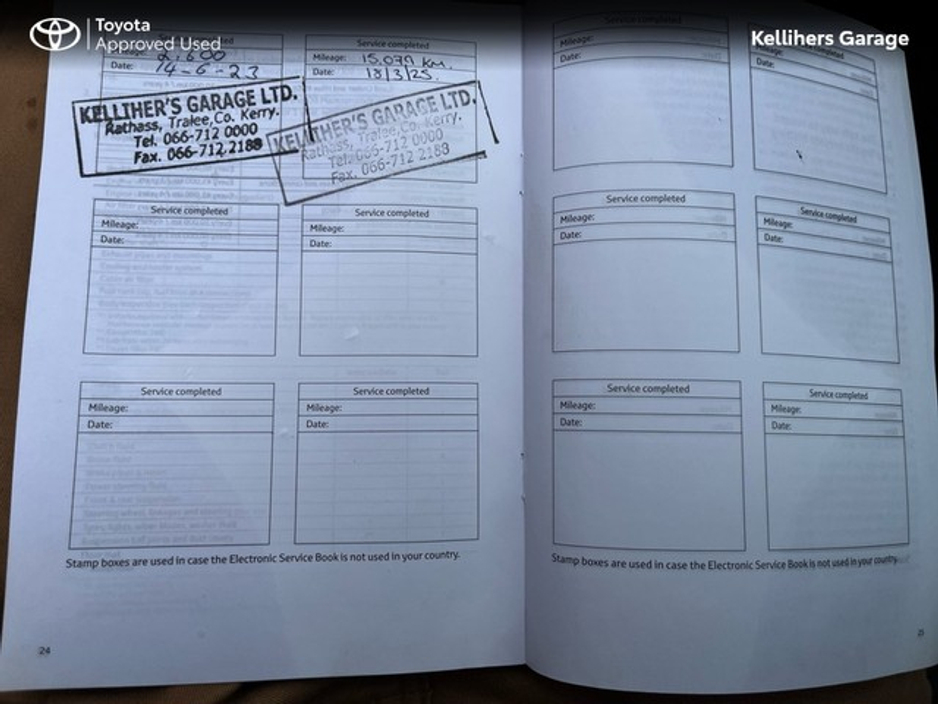 Toyota
Approved Used
Kellihers Garage
2,600
Date: 14-6-23
KELLIHER'S GARAGE LTD.
Rathass, Tralee, Co. Kerry.
Tel. 066-712 0000
Fax. 066-712 2188
Service completed
Mileage: 15,079 KM.
Date: 18/3/25.
KELLIHER'S GARAGE LTD.
Rathass, Tralee, Co. Kerry.
Tel. 066-712 0000
Fax. 066-712 2188
Service completed
Mileage:
Date:
Service completed
Mileage:
Date:
Service completed
Mileage:
Date:
Service completed
Mileage:
Date:
Stamp boxes are used in case the Electronic Service Book is not used in your country.
24
Service completed
Mileage:
Date:
completed
Mileage:
Date:
Service completed
Mileage:
Date:
Service completed
Mileage:
Date:
Service completed
Mileage:
Date:
Service completed
Mileage:
Date:
Stamp boxes are used in case the Electronic Service Book is not used in your country.